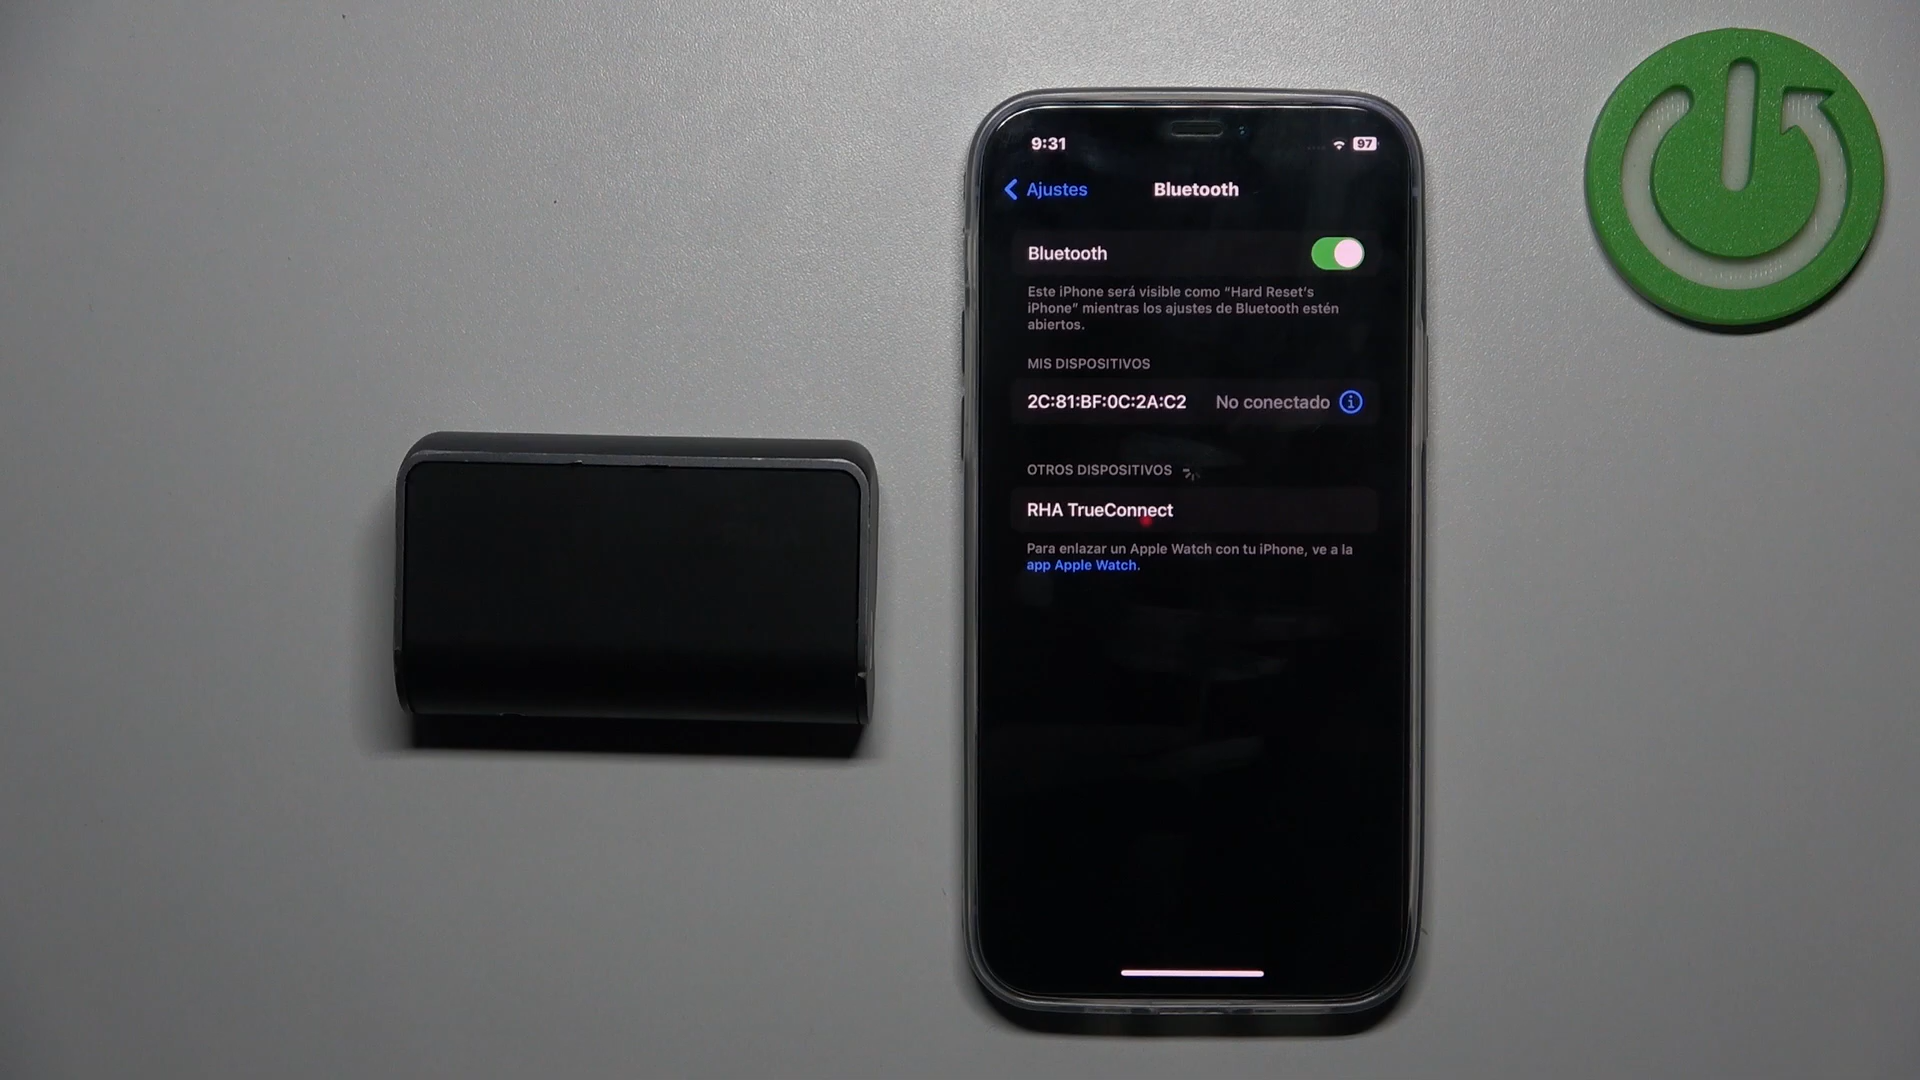 9:31
97
Ajustes
Bluetooth
Bluetooth
Este iPhone será visible como “Hard Reset's
iPhone” mientras los ajustes de Bluetooth estén
abiertos.
MIS DISPOSITIVOS
2C:81:BF:0C:2A:C2 No conectado
OTROS DISPOSITIVOS
RHA TrueConnect
Para enlazar un Apple Watch con tu iPhone, ve a la
app Apple Watch.